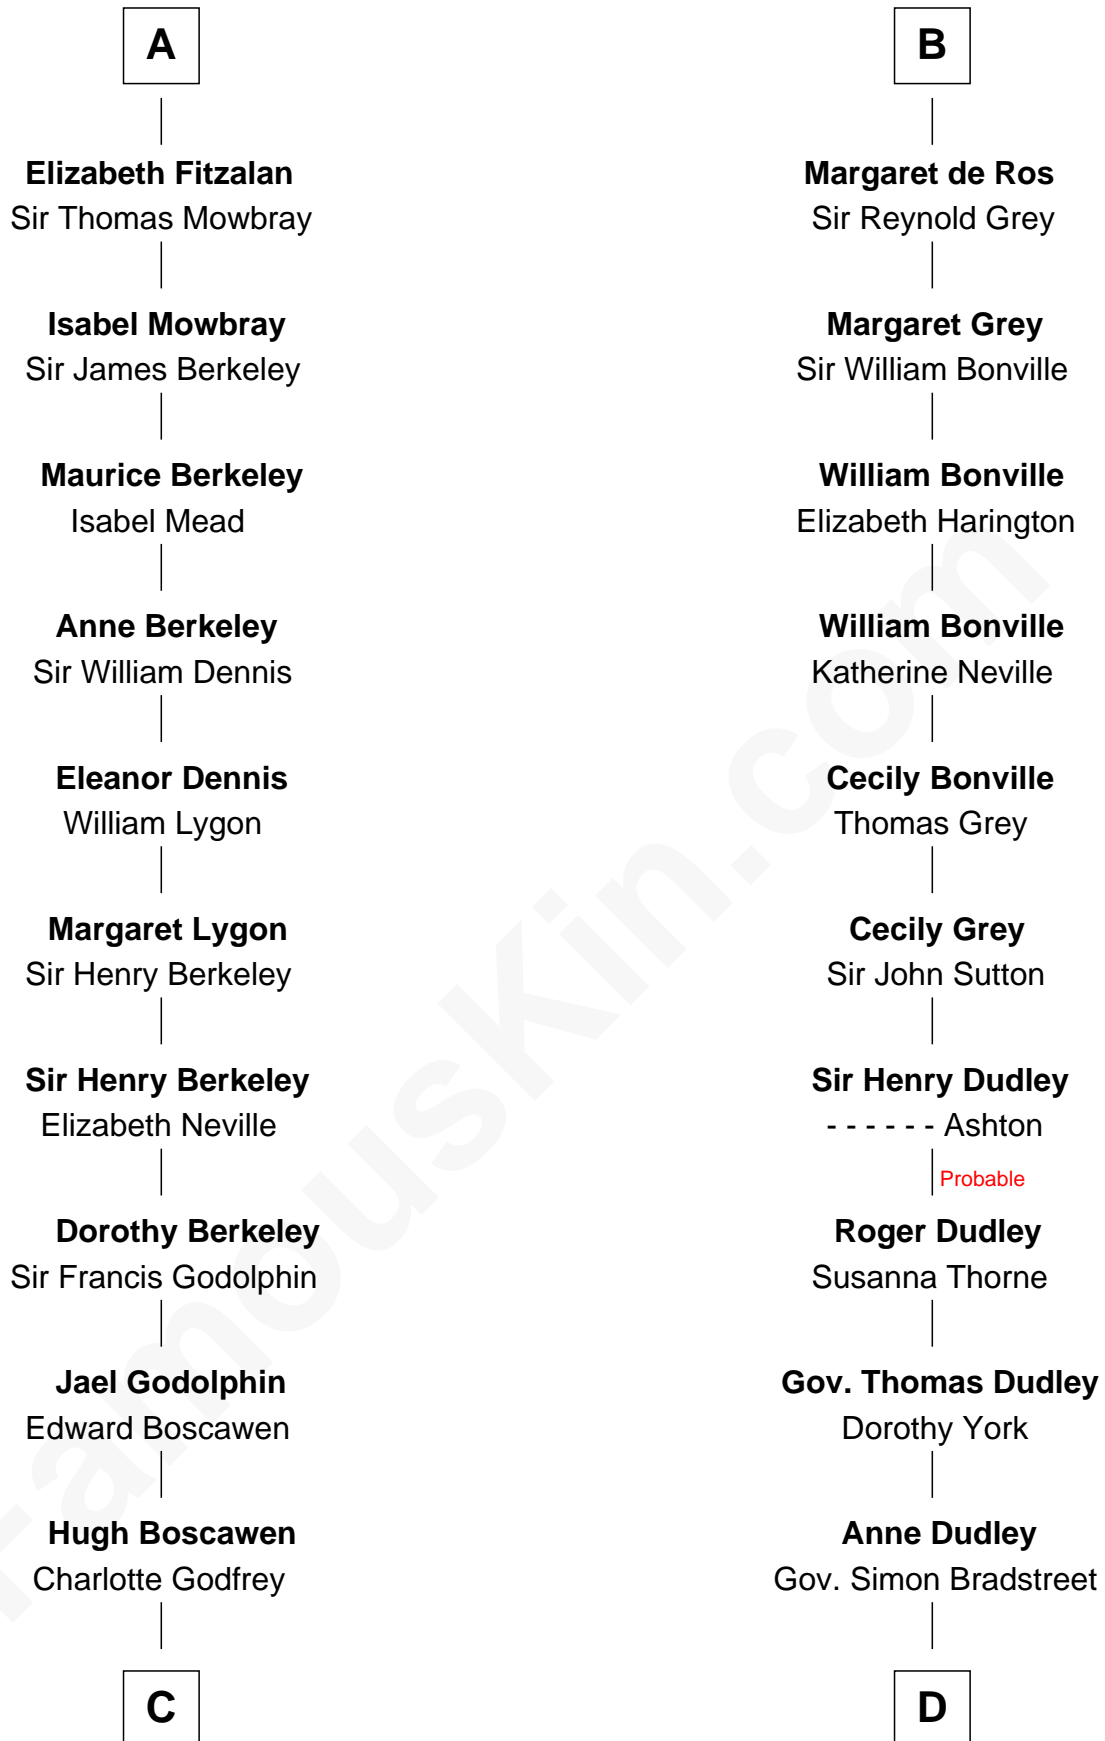 A
Elizabeth Fitzalan
Sir Thomas Mowbray
Isabel Mowbray
Sir James Berkeley
Maurice Berkeley
Isabel Mead
Anne Berkeley
Sir William Dennis
Eleanor Dennis
William Lygon
Margaret Lygon
Sir Henry Berkeley
Sir Henry Berkeley
Elizabeth Neville
Dorothy Berkeley
Sir Francis Godolphin
Jael Godolphin
Edward Boscawen
Hugh Boscawen
Charlotte Godfrey
C
B
Margaret de Ros
Sir Reynold Grey
Margaret Grey
Sir William Bonville
William Bonville
Elizabeth Harington
William Bonville
Katherine Neville
Cecily Bonville
Thomas Grey
Cecily Grey
Sir John Sutton
Sir Henry Dudley
- - - - - - Ashton
Probable
Roger Dudley
Susanna Thorne
Gov. Thomas Dudley
Dorothy York
Anne Dudley
Gov. Simon Bradstreet
D
FamousKin.com